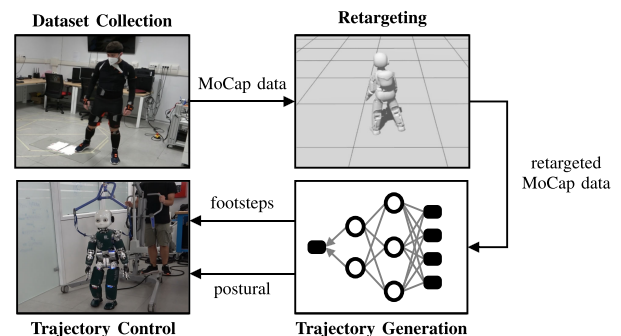 Dataset Collection
Retargeting
MoCap data
retargeted
MoCap data
footsteps
postural
Trajectory Control
Trajectory Generation